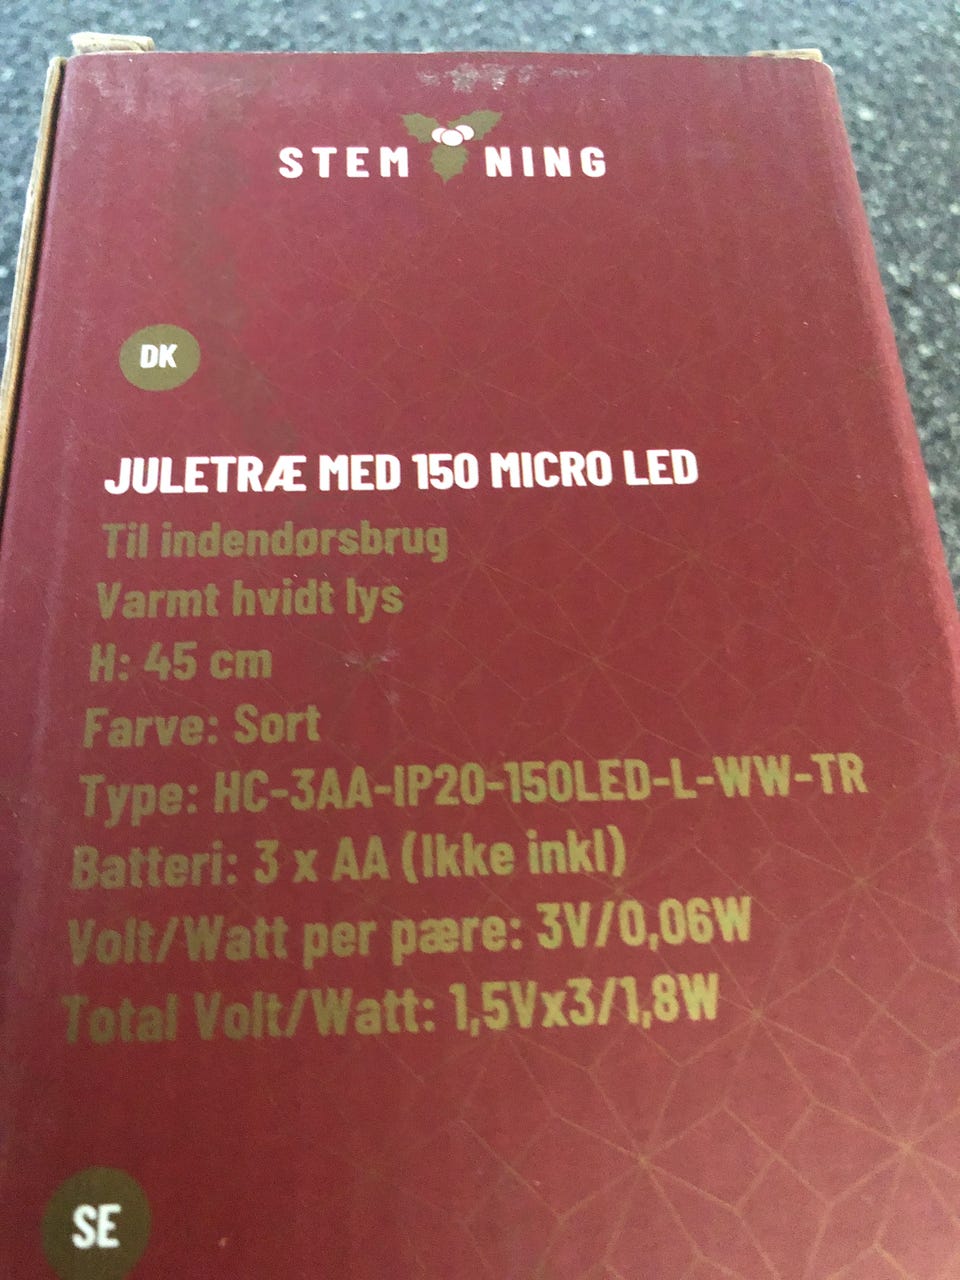 STEMNING
DK
JULETRÆ MED 150 MICRO LED
Til indendørsbrug
Varmt hvidt lys
H: 45 cm
Farve: Sort
Type: HC-3AA-IP20-150LED-L-WW-TR
Batteri: 3 x AA (Ikke inkl)
Volt/Watt per pære: 3V/0,06W
Total Volt/Watt: 1,5Vx3/1,8W
SE